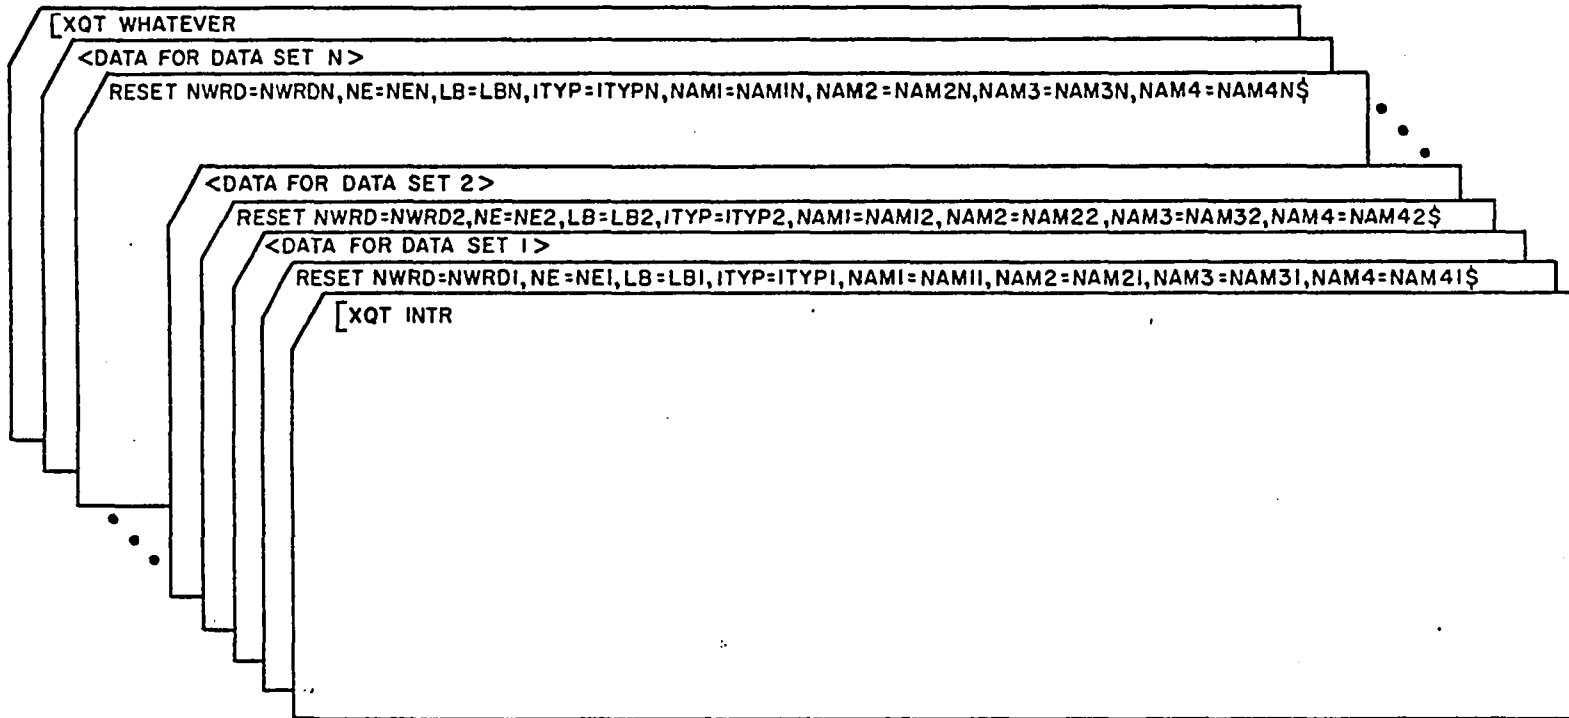 [XQT WHATEVER
<DATA FOR DATA SET N>
RESET NWRD=NWRDN,NE=NEN,LB=LBN,ITYP=ITYPN,NAM1=NAM1N,NAM2=NAM2N,NAM3=NAM3N,NAM4=NAM4N$
<DATA FOR DATA SET 2>
RESET NWRD=NWRD2,NE=NE2,LB=LB2,ITYP=ITYP2,NAM1=NAM12,NAM2=NAM22,NAM3=NAM32,NAM4=NAM42$
<DATA FOR DATA SET 1>
RESET NWRD=NWRD1,NE=NE1,LB=LB1,ITYP=ITYP1,NAM1=NAM11,NAM2=NAM21,NAM3=NAM31,NAM4=NAM41$
[XQT INTR